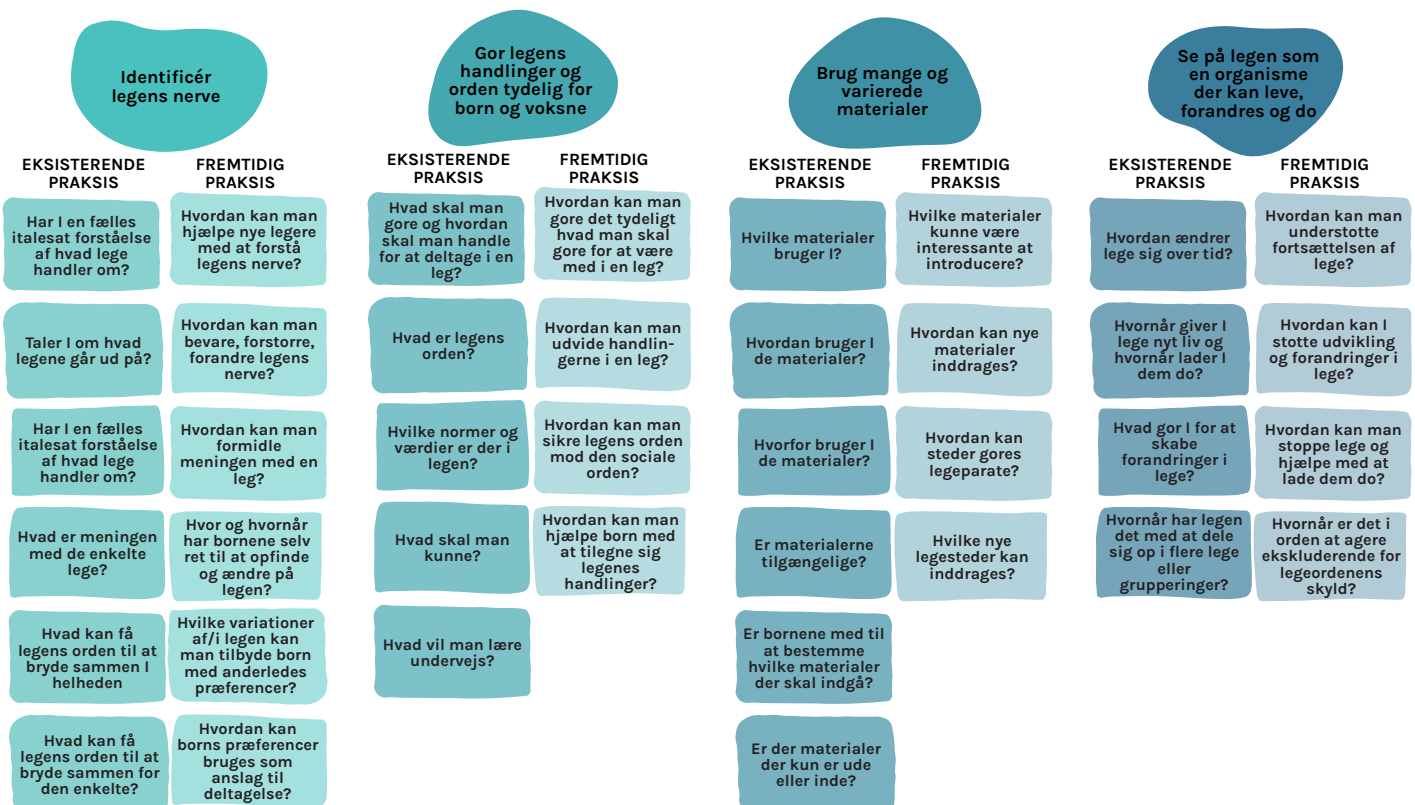 Identificér
legens nerve
EKSISTERENDE
PRAKSIS
FREMTIDIG
PRAKSIS
Har I en fælles
italesat forståelse
af hvad lege
handler om?
Hvordan kan man
hjælpe nye legere
med at forstå
legens nerve?
Taler I om hvad
legene går ud på?
Hvordan kan man
bevare, forstorre,
forandre legens
nerve?
Har I en fælles
italesat forståelse
af hvad lege
handler om?
Hvordan kan man
formidle
meningen med en
leg?
Hvad er meningen
med de enkelte
lege?
Hvor og hvornår
har bornene selv
ret til at opfinde
og ændre på
legen?
Hvad kan få
legens orden til at
bryde sammen I
helheden
Hvilke variationer
af/i legen kan
man tilbyde born
med anderledes
præferencer?
Hvad kan få
legens orden til at
bryde sammen for
den enkelte?
Hvordan kan
borns præferencer
bruges som
anslag til
deltagelse?
Gor legens
handlinger og
orden tydelig for
born og voksne
EKSISTERENDE
PRAKSIS
FREMTIDIG
PRAKSIS
Hvad skal man
gore og hvordan
skal man handle
for at deltage i en
leg?
Hvordan kan man
gore det tydeligt
hvad man skal
gore for at være
med i en leg?
Hvad er legens
orden?
Hvordan kan man
udvide handlin-
gerne i en leg?
Hvilke normer og
værdier er der i
legen?
Hvordan kan man
sikre legens orden
mod den sociale
orden?
Hvad skal man
kunne?
Hvordan kan man
hjælpe born med
at tilegne sig
legenes
handlinger?
Hvad vil man lære
undervejs?
Brug mange og
varierede
materialer
EKSISTERENDE
PRAKSIS
FREMTIDIG
PRAKSIS
Hvilke materialer
bruger I?
Hvilke materialer
kunne være
interessante at
introducere?
Hvordan bruger I
de materialer?
Hvordan kan nye
materialer
inddrages?
Hvorfor bruger I
de materialer?
Hvordan kan
steder gores
legeparate?
Er materialerne
tilgængelige?
Hvilke nye
legesteder kan
inddrages?
Er bornene med til
at bestemme
hvilke materialer
der skal indgå?
Er der materialer
der kun er ude
eller inde?
Se på legen som
en organisme
der kan leve,
forandres og do
EKSISTERENDE
PRAKSIS
FREMTIDIG
PRAKSIS
Hvordan ændrer
lege sig over tid?
Hvordan kan man
understotte
fortsættelsen af
lege?
Hvornår giver I
lege nyt liv og
hvornår lader I
dem do?
Hvordan kan I
stotte udvikling
og forandringer i
lege?
Hvad gor I for at
skabe
forandringer i
lege?
Hvordan kan man
stoppe lege og
hjælpe med at
lade dem do?
Hvornår har legen
det med at dele
sig op i flere lege
eller
grupperinger?
Hvornår er det i
orden at agere
ekskluderende for
legeordenens
skyld?